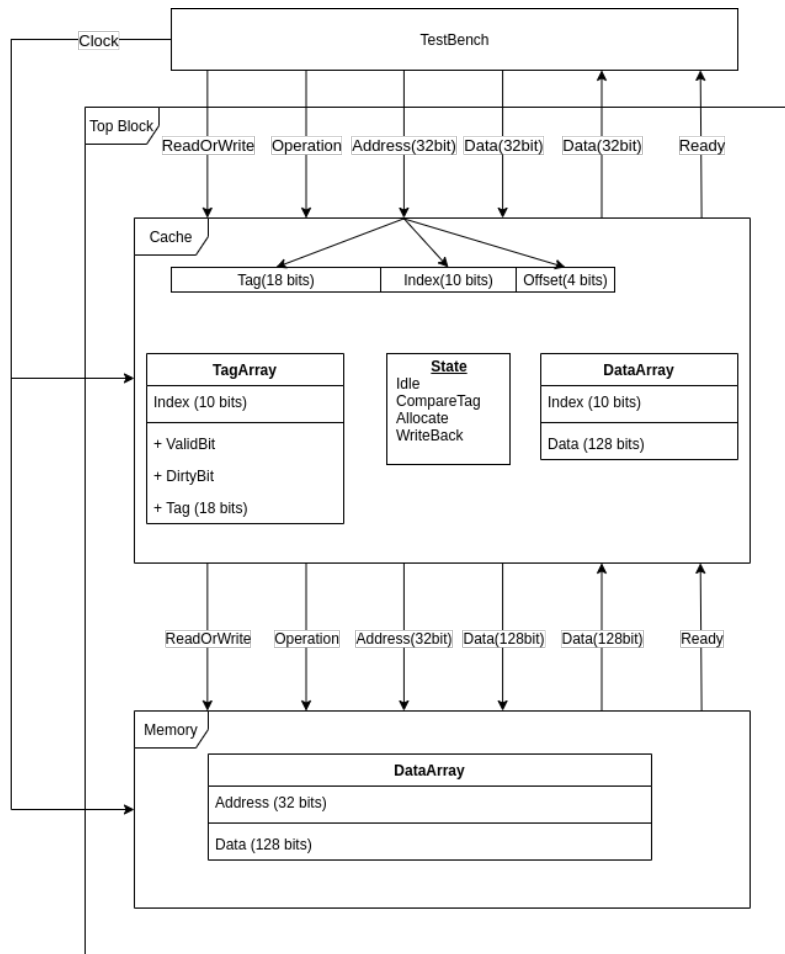 Clock
TestBench
Top Block
ReadOrWrite
Operation
Address(32bit)
Data(32bit)
Data(32bit)
Ready
Cache
Tag(18 bits)
Index(10 bits)
Offset(4 bits)
TagArray
Index (10 bits)
+ ValidBit
+ DirtyBit
+ Tag (18 bits)
State
Idle
CompareTag
Allocate
WriteBack
DataArray
Index (10 bits)
Data (128 bits)
ReadOrWrite
Operation
Address(32bit)
Data(128bit)
Data(128bit)
Ready
Memory
DataArray
Address (32 bits)
Data (128 bits)